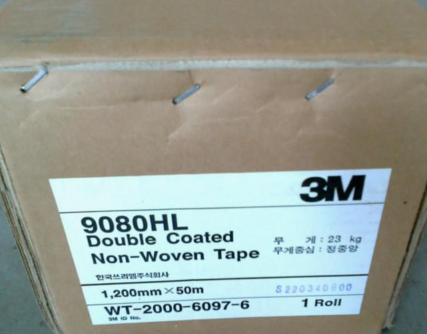 3M
9080HL
Double Coated
Non-Woven Tape
무 게 : 23 kg
무게중심 : 정중앙
한국쓰리엠주식회사
1,200mm×50m
S220340900
WT-2000-6097-6
1 Roll
3M ID No.